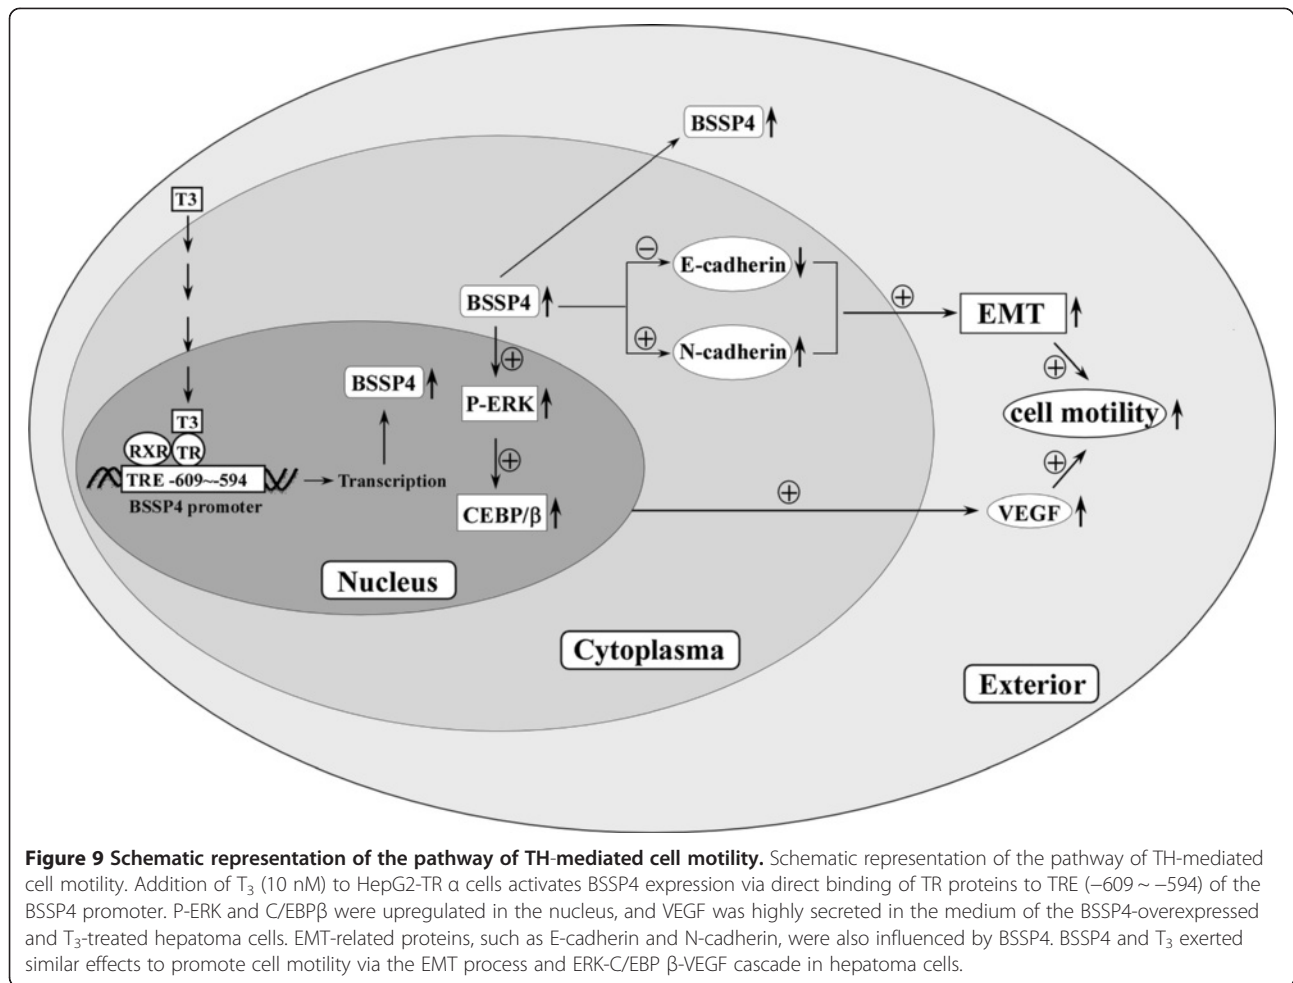 BSSP4
T3
E-cadherin
BSSP4
EMT
N-cadherin
BSSP4
P-ERK
cell motility
T3
RXR
TR
TRE -609~-594
Transcription
BSSP4 promoter
CEBP/β
VEGF
Nucleus
Cytoplasma
Exterior
Figure 9 Schematic representation of the pathway of TH-mediated cell motility. Schematic representation of the pathway of TH-mediated
cell motility. Addition of T3 (10 nM) to HepG2-TR α cells activates BSSP4 expression via direct binding of TR proteins to TRE (−609 ~ −594) of the
BSSP4 promoter. P-ERK and C/EBPβ were upregulated in the nucleus, and VEGF was highly secreted in the medium of the BSSP4-overexpressed
and T3-treated hepatoma cells. EMT-related proteins, such as E-cadherin and N-cadherin, were also influenced by BSSP4. BSSP4 and T3 exerted
similar effects to promote cell motility via the EMT process and ERK-C/EBP β-VEGF cascade in hepatoma cells.